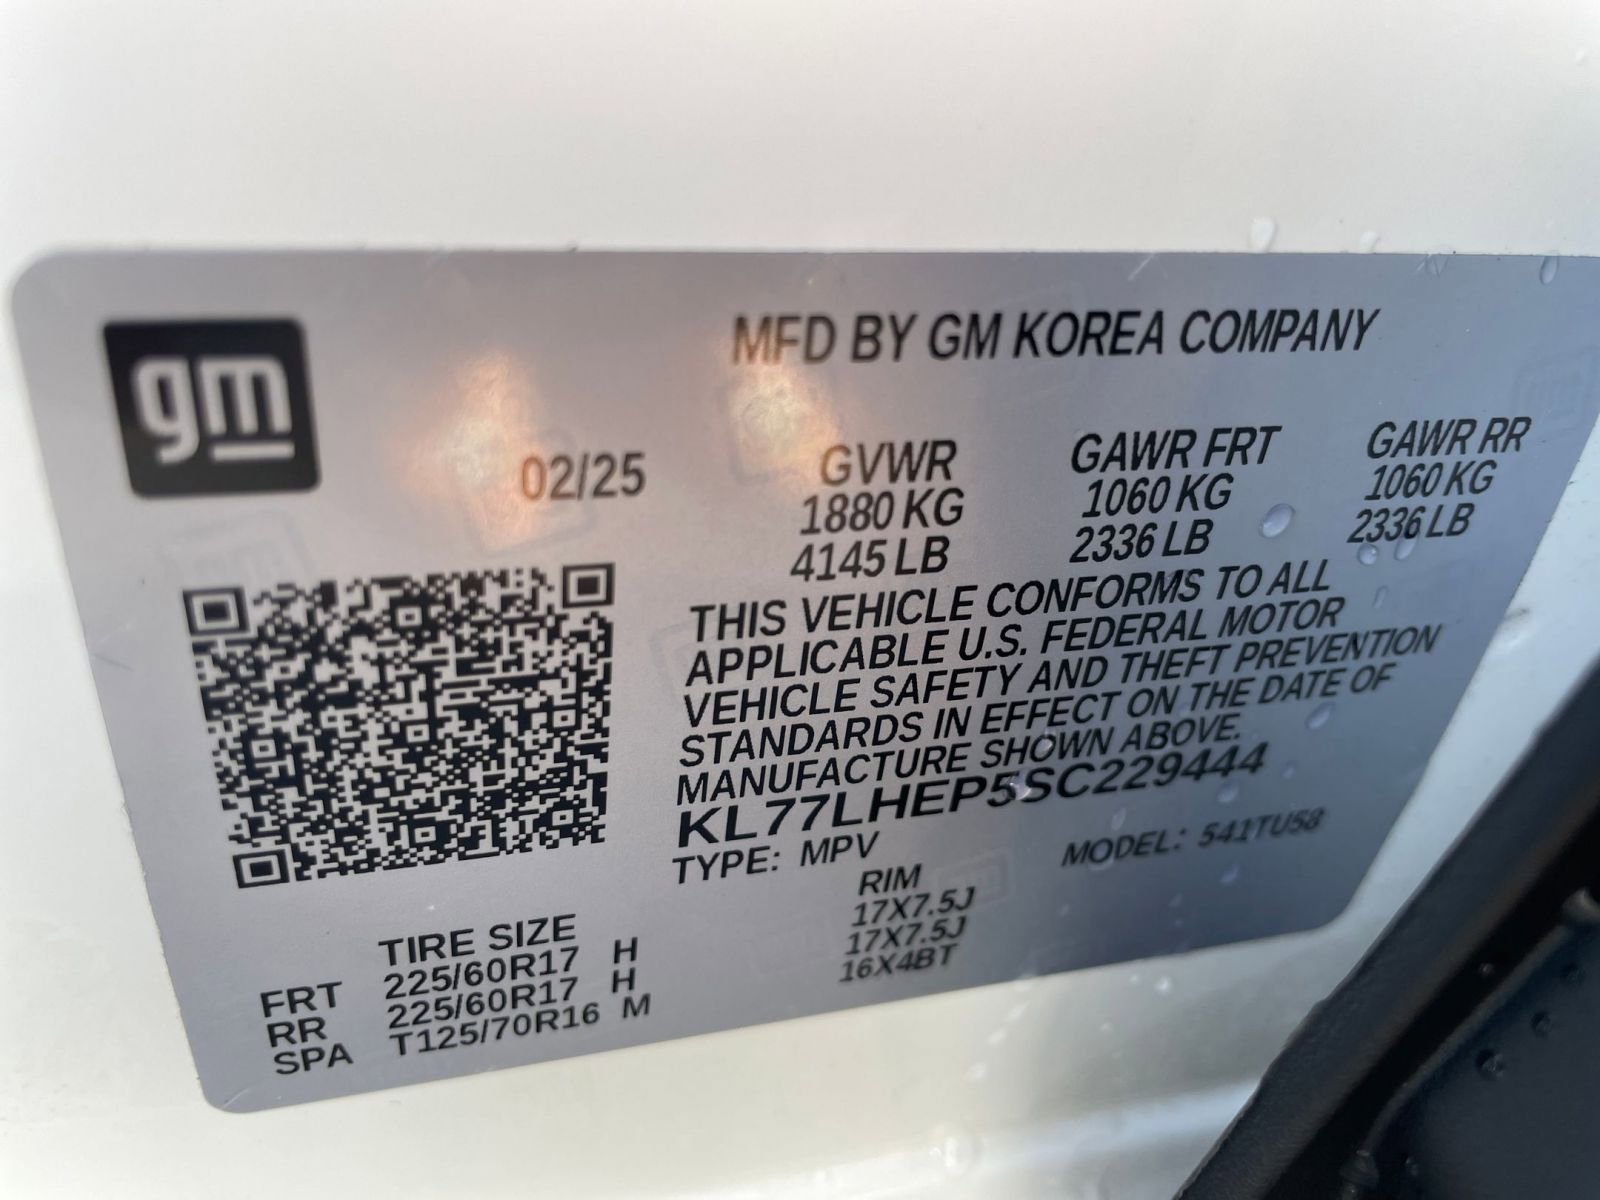 gm
MFD BY GM KOREA COMPANY
02/25 GVWR GAWR FRT GAWR RR
1880 KG 1060 KG 1060 KG
4145 LB 2336 LB 2336 LB
THIS VEHICLE CONFORMS TO ALL
APPLICABLE U.S. FEDERAL MOTOR
VEHICLE SAFETY AND THEFT PREVENTION
STANDARDS IN EFFECT ON THE DATE OF
MANUFACTURE SHOWN ABOVE.
KL77LHEP5SC229444
TYPE: MPV MODEL: 541TU58
TIRE SIZE RIM
FRT 225/60R17 H 17X7.5J
RR 225/60R17 H 17X7.5J
SPA T125/70R16 M 16X4BT